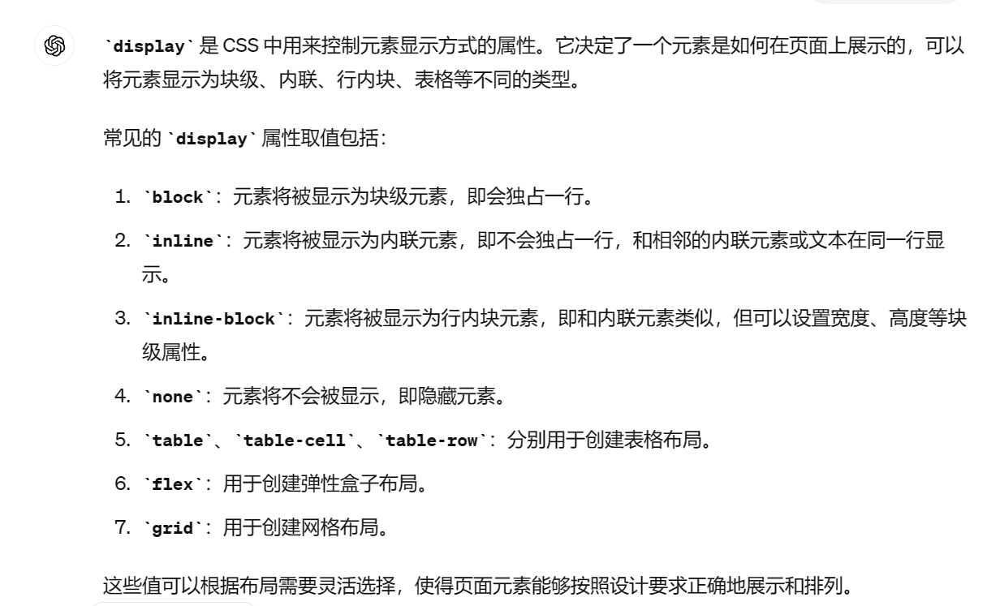 `display` 是 CSS 中用来控制元素显示方式的属性。它决定了一个元素是如何在页面上展示的，可以
将元素显示为块级、内联、行内块、表格等不同的类型。
常见的 `display` 属性取值包括：
1. `block`：元素将被显示为块级元素，即会独占一行。
2. `inline`：元素将被显示为内联元素，即不会独占一行，和相邻的内联元素或文本在同一行显
示。
3. `inline-block`：元素将被显示为行内块元素，即和内联元素类似，但可以设置宽度、高度等块
级属性。
4. `none`：元素将不会被显示，即隐藏元素。
5. `table`、`table-cell`、`table-row`：分别用于创建表格布局。
6. `flex`：用于创建弹性盒子布局。
7. `grid`：用于创建网格布局。
这些值可以根据布局需要灵活选择，使得页面元素能够按照设计要求正确地展示和排列。